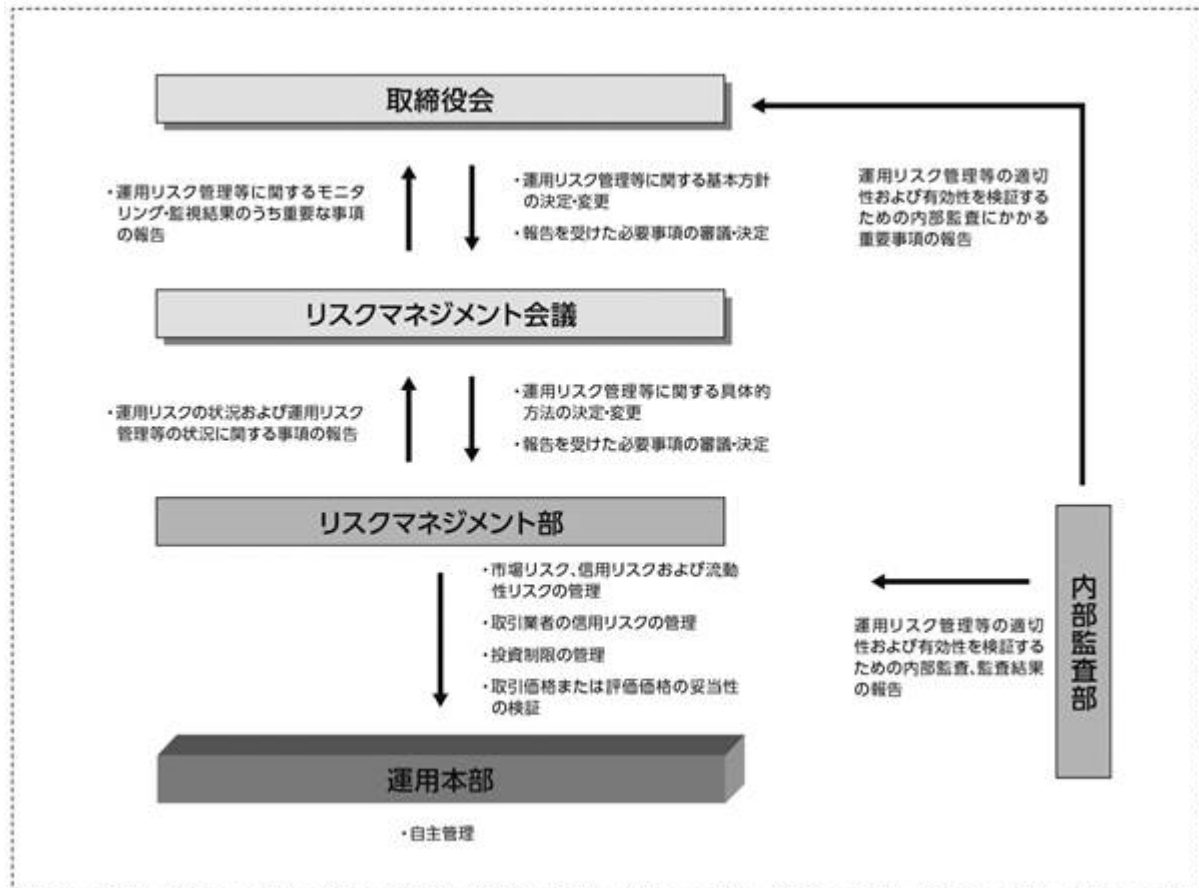 取締役会
・運用リスク管理等に関するモニタ
リング・監視結果のうち重要な事項
の報告
・運用リスク管理等に関する基本方針
の決定・変更
・報告を受けた必要事項の審議・決定
運用リスク管理等の適切
性および有効性を検証する
ための内部監査にかかる
重要事項の報告
リスクマネジメント会議
・運用リスクの状況および運用リスク
管理等の状況に関する事項の報告
・運用リスク管理等に関する具体的
方法の決定・変更
・報告を受けた必要事項の審議・決定
リスクマネジメント部
・市場リスク、信用リスクおよび流動
性リスクの管理
・取引業者の信用リスクの管理
・投資制限の管理
・取引価格または評価価格の妥当性
の検証
運用リスク管理等の適切
性および有効性を検証する
ための内部監査、監査結果
の報告
内部監査部
運用本部
・自主管理